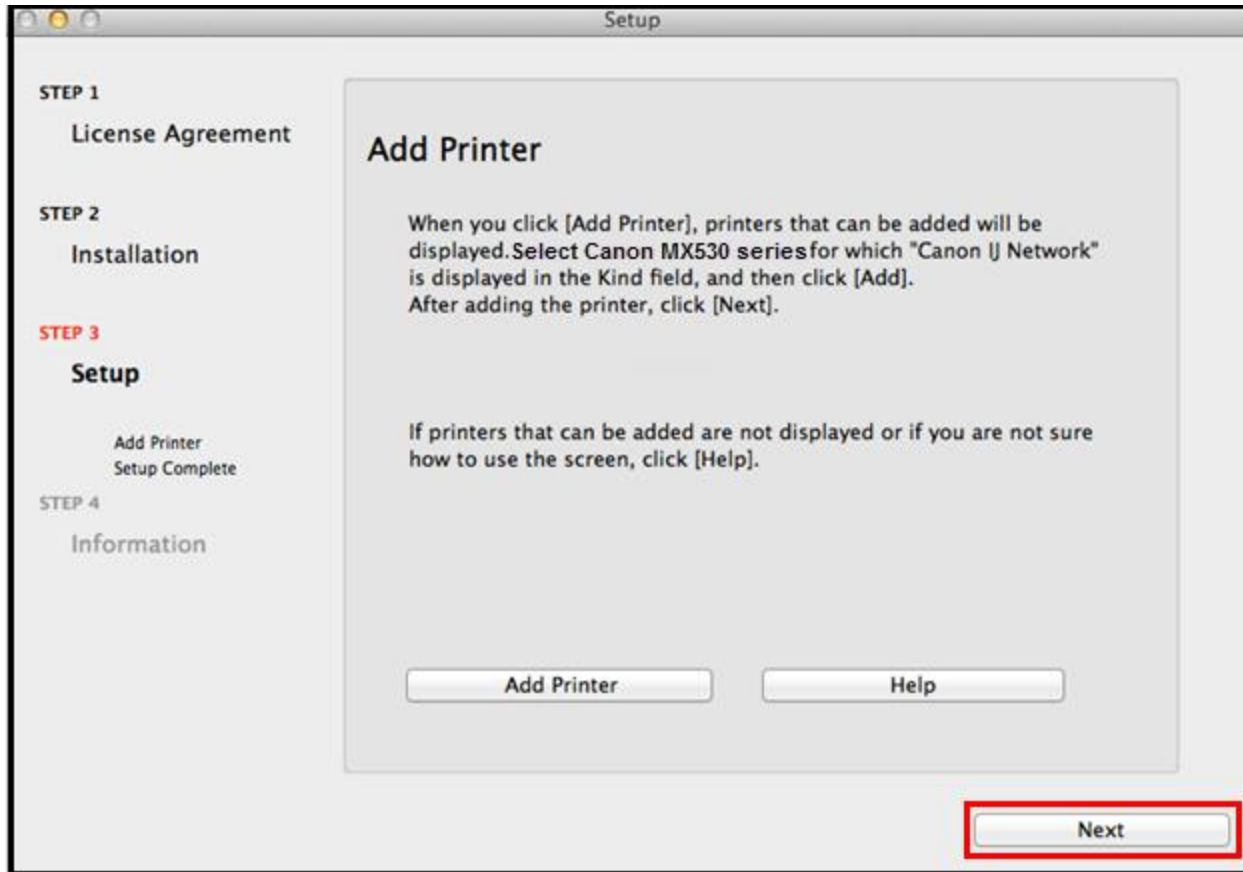 Setup
STEP 1
License Agreement
STEP 2
Installation
STEP 3
Setup
Add Printer
Setup Complete
STEP 4
Information
Add Printer
When you click [Add Printer], printers that can be added will be
displayed.Select Canon MX530 series for which "Canon IJ Network"
is displayed in the Kind field, and then click [Add].
After adding the printer, click [Next].
If printers that can be added are not displayed or if you are not sure
how to use the screen, click [Help].
Add Printer
Help
Next